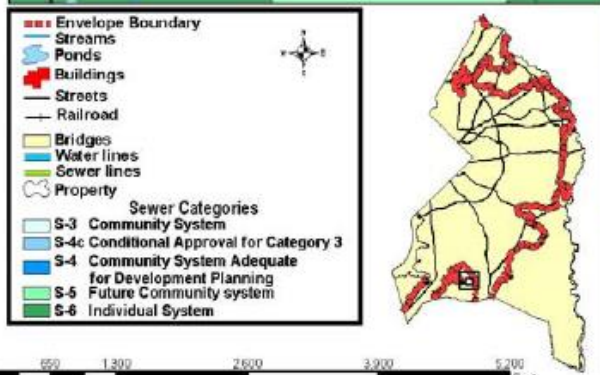 Envelope Boundary
Streams
Ponds
Buildings
Streets
Railroad
Bridges
Water lines
Sewer lines
Property
Sewer Categories
S-3 Community System
S-4c Conditional Approval for Category 3
S-4 Community System Adequate
for Development Planning
S-5 Future Community system
S-6 Individual System
650 1,300 2,600 3,900 5,200